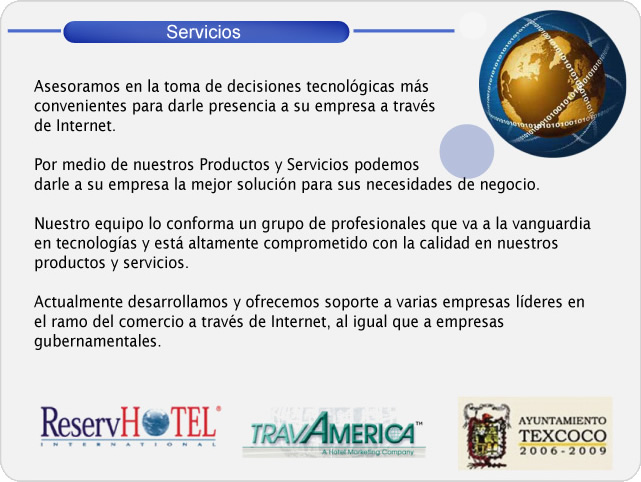 Servicios
Asesoramos en la toma de decisiones tecnológicas más
convenientes para darle presencia a su empresa a través
de Internet.
Por medio de nuestros Productos y Servicios podemos
darle a su empresa la mejor solución para sus necesidades de negocio.
Nuestro equipo lo conforma un grupo de profesionales que va a la vanguardia
en tecnologías y está altamente comprometido con la calidad en nuestros
productos y servicios.
Actualmente desarrollamos y ofrecemos soporte a varias empresas líderes en
el ramo del comercio a través de Internet, al igual que a empresas
gubernamentales.
ReservHOTEL®
INTERNATIONAL
TRAVAMERICA™
A Hotel Marketing Company
AYUNTAMIENTO
TEXCOCO
2006-2009